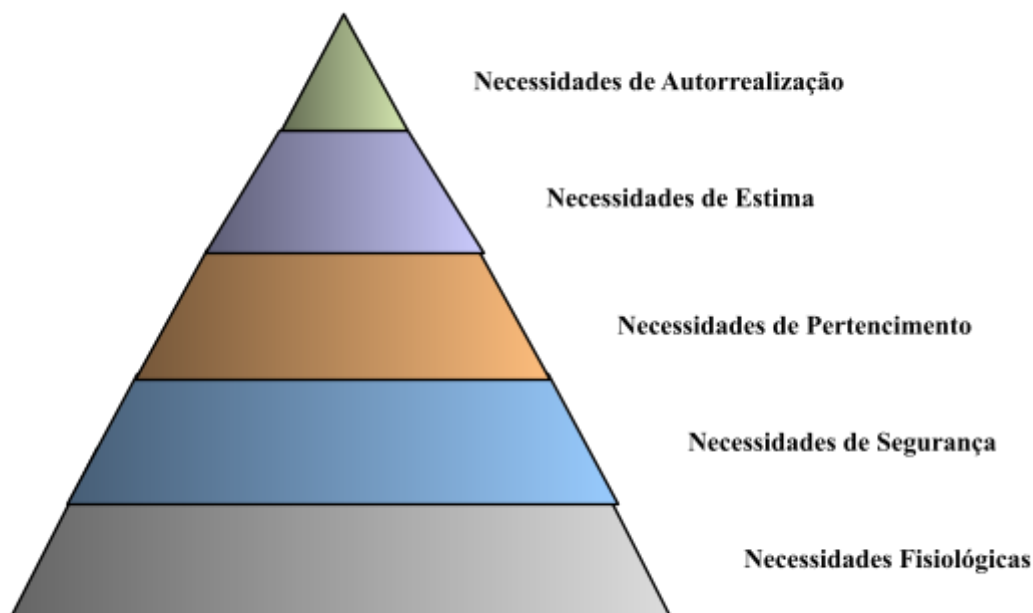 Necessidades de Autorrealização
Necessidades de Estima
Necessidades de Pertencimento
Necessidades de Segurança
Necessidades Fisiológicas